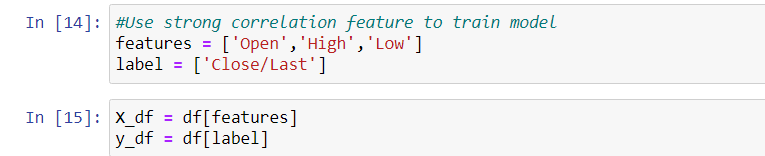 In [14]: #Use strong correlation feature to train model
features = ['Open','High','Low']
label = ['Close/Last']
In [15]: X_df = df[features]
y_df = df[label]